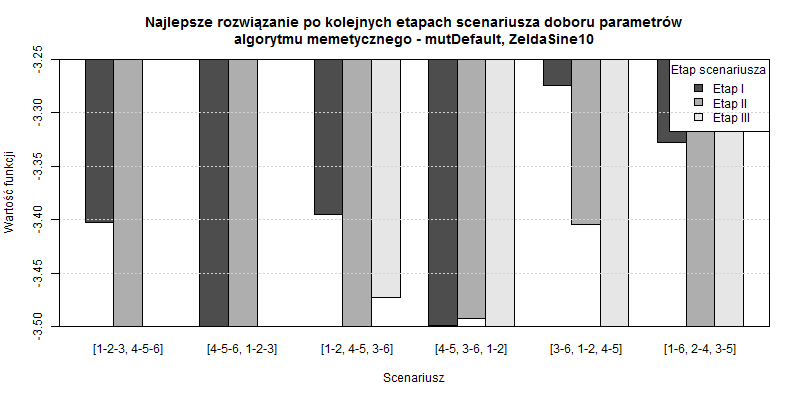 Najlepsze rozwiązanie po kolejnych etapach scenariusza doboru parametrów
algorytmu memetycznego - mutDefault, ZeldaSine10
Wartość funkcji
-3.25
-3.30
-3.35
-3.40
-3.45
-3.50
Etap scenariusza
Etap I
Etap II
Etap III
[1-2-3, 4-5-6]
[4-5-6, 1-2-3]
[1-2, 4-5, 3-6]
[4-5, 3-6, 1-2]
[3-6, 1-2, 4-5]
[1-6, 2-4, 3-5]
Scenariusz